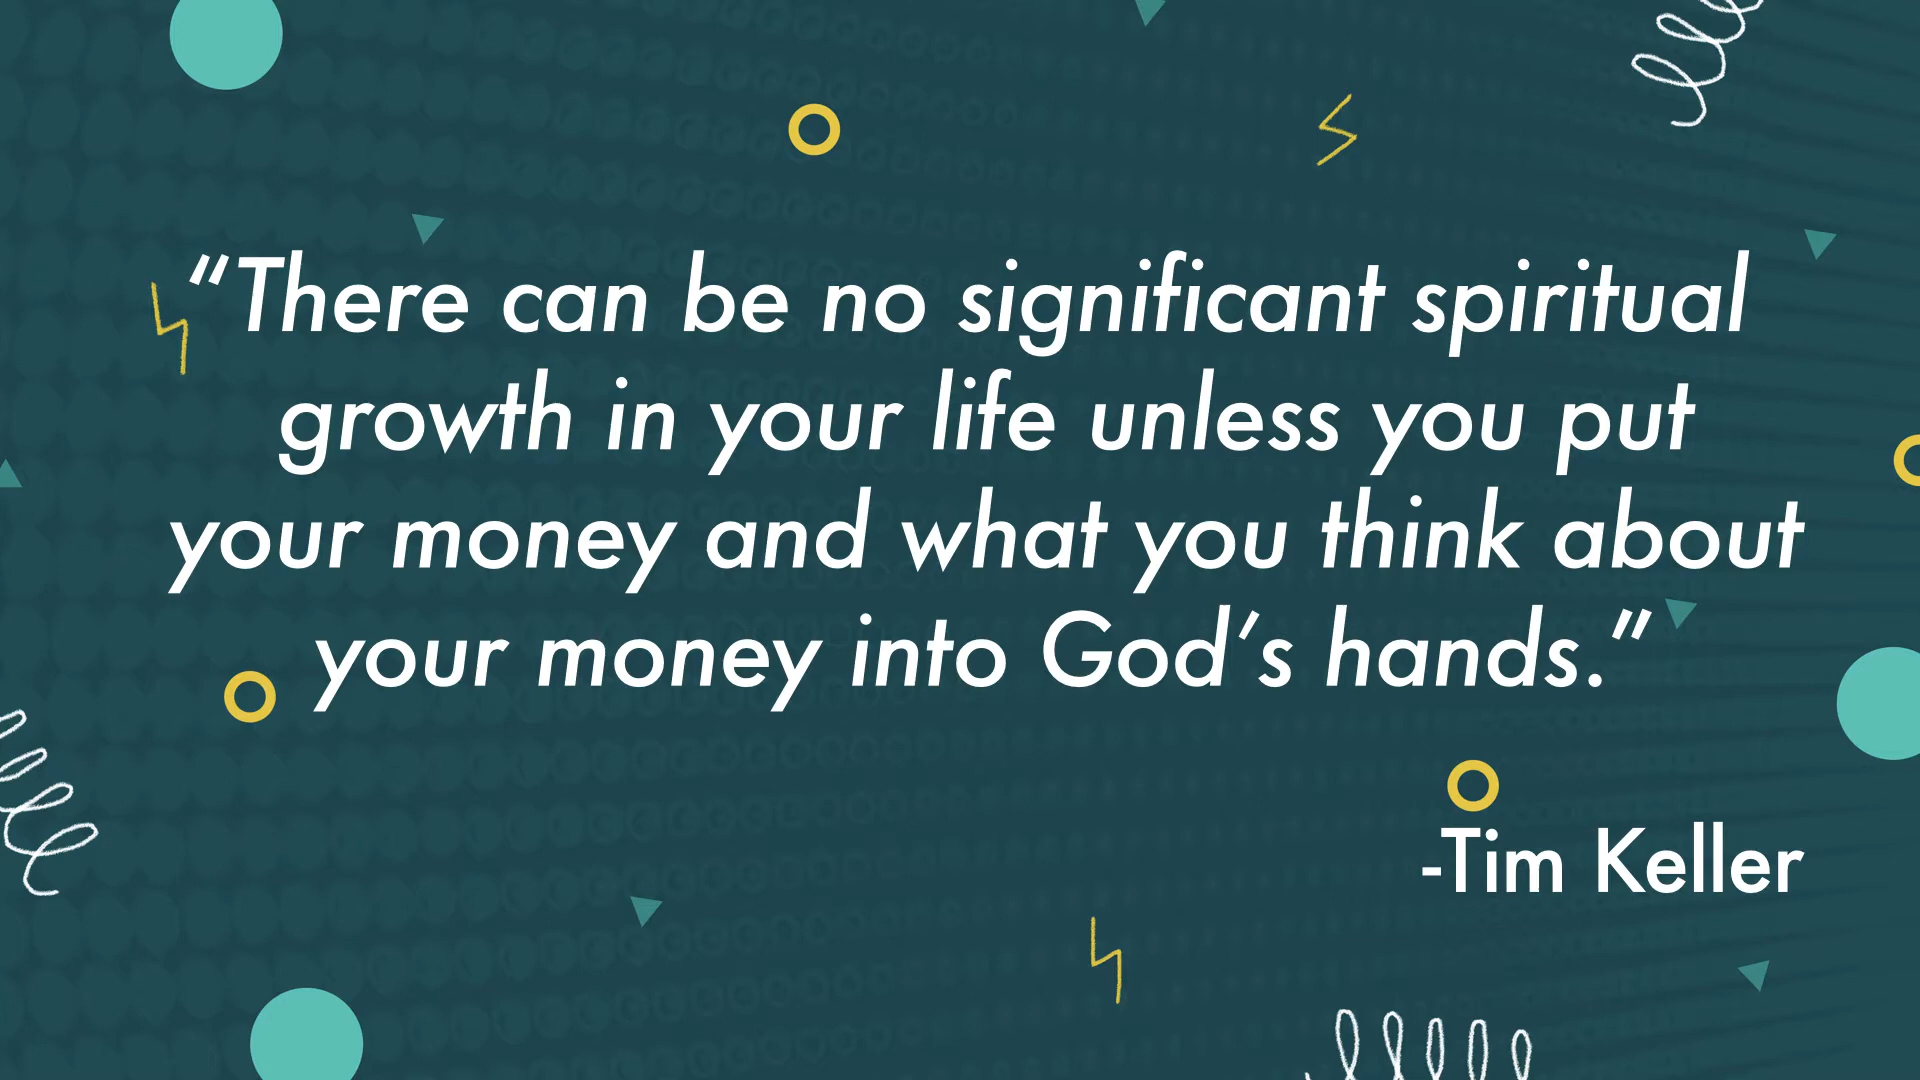 “There can be no significant spiritual
growth in your life unless you put
your money and what you think about
your money into God’s hands.”
-Tim Keller